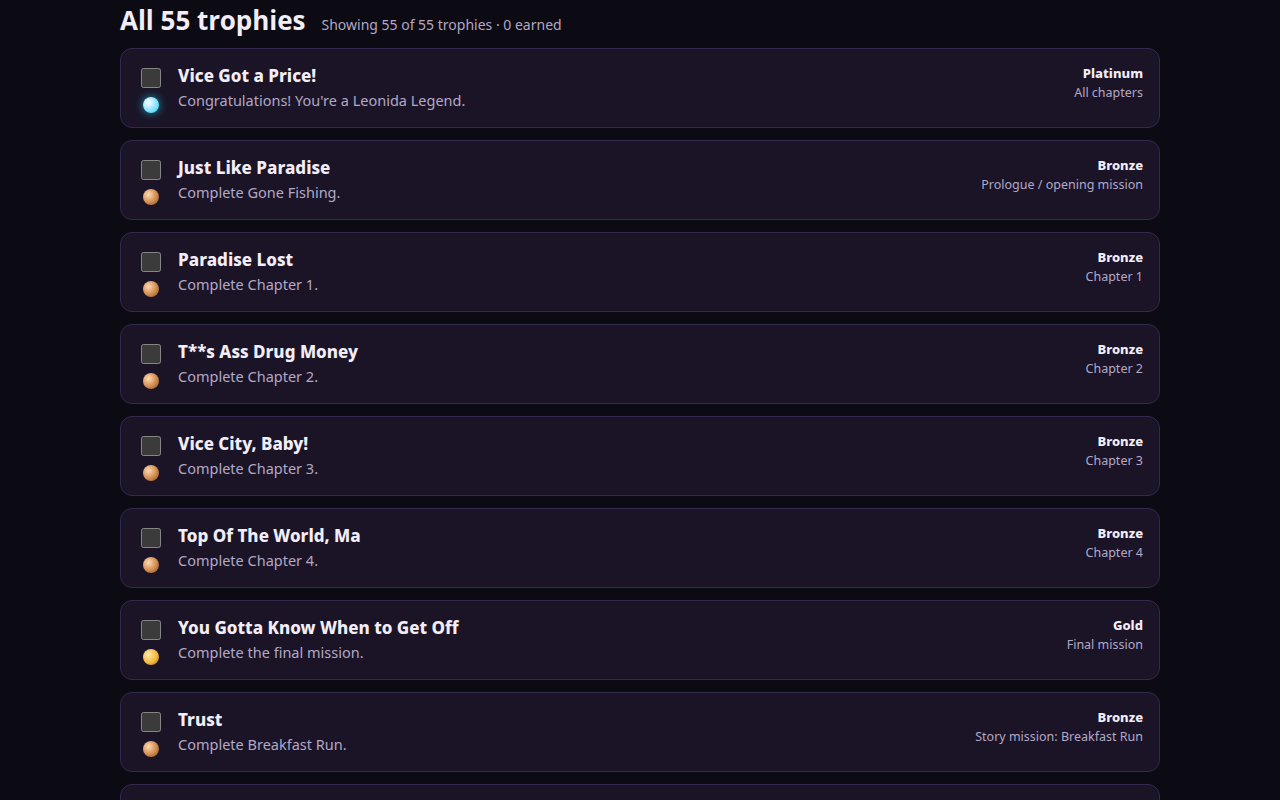 All 55 trophies Showing 55 of 55 trophies · 0 earned
Vice Got a Price! Platinum
Congratulations! You're a Leonida Legend. All chapters
Just Like Paradise Bronze
Complete Gone Fishing. Prologue / opening mission
Paradise Lost Bronze
Complete Chapter 1. Chapter 1
T**s Ass Drug Money Bronze
Complete Chapter 2. Chapter 2
Vice City, Baby! Bronze
Complete Chapter 3. Chapter 3
Top Of The World, Ma Bronze
Complete Chapter 4. Chapter 4
You Gotta Know When to Get Off Gold
Complete the final mission. Final mission
Trust Bronze
Complete Breakfast Run. Story mission: Breakfast Run